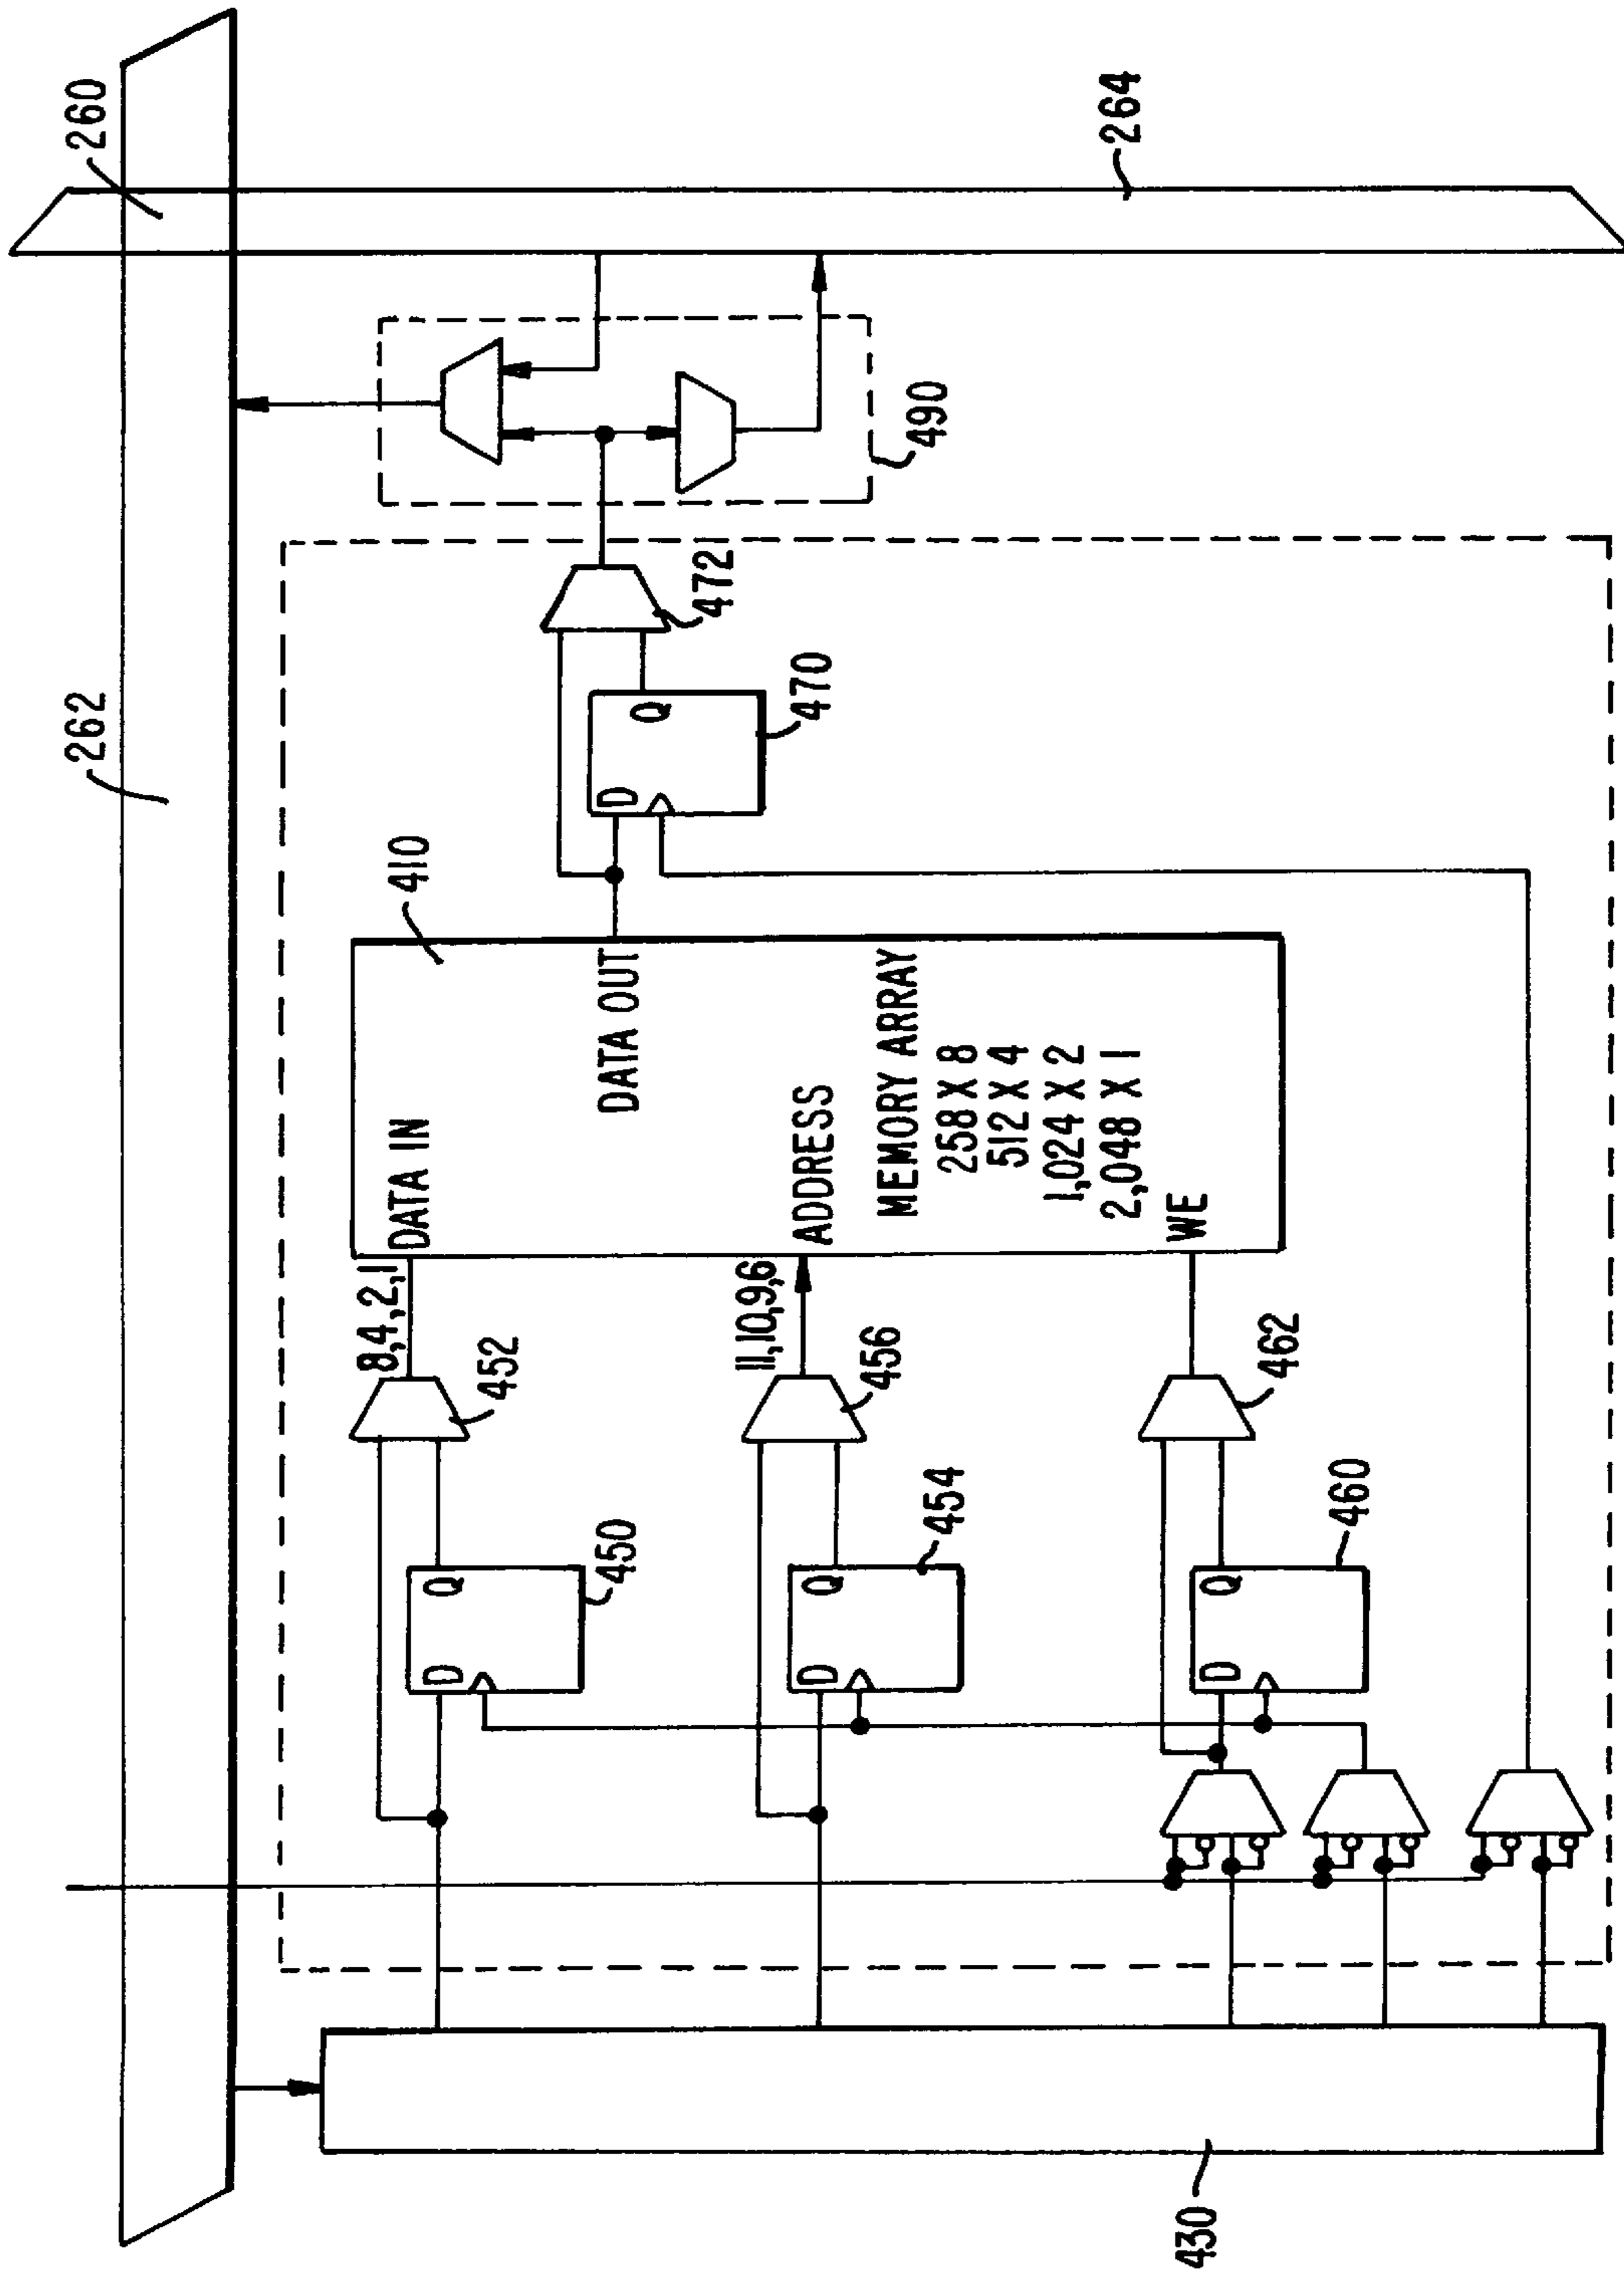 262
260
410
DATA IN
8,4,2,1
452
D
Q
450
DATA OUT
D
Q
470
472
490
264
ADDRESS
11,10,9,6
456
D
Q
454
MEMORY ARRAY
258 X 8
512 X 4
1,024 X 2
2,048 X 1
WE
462
D
Q
460
430